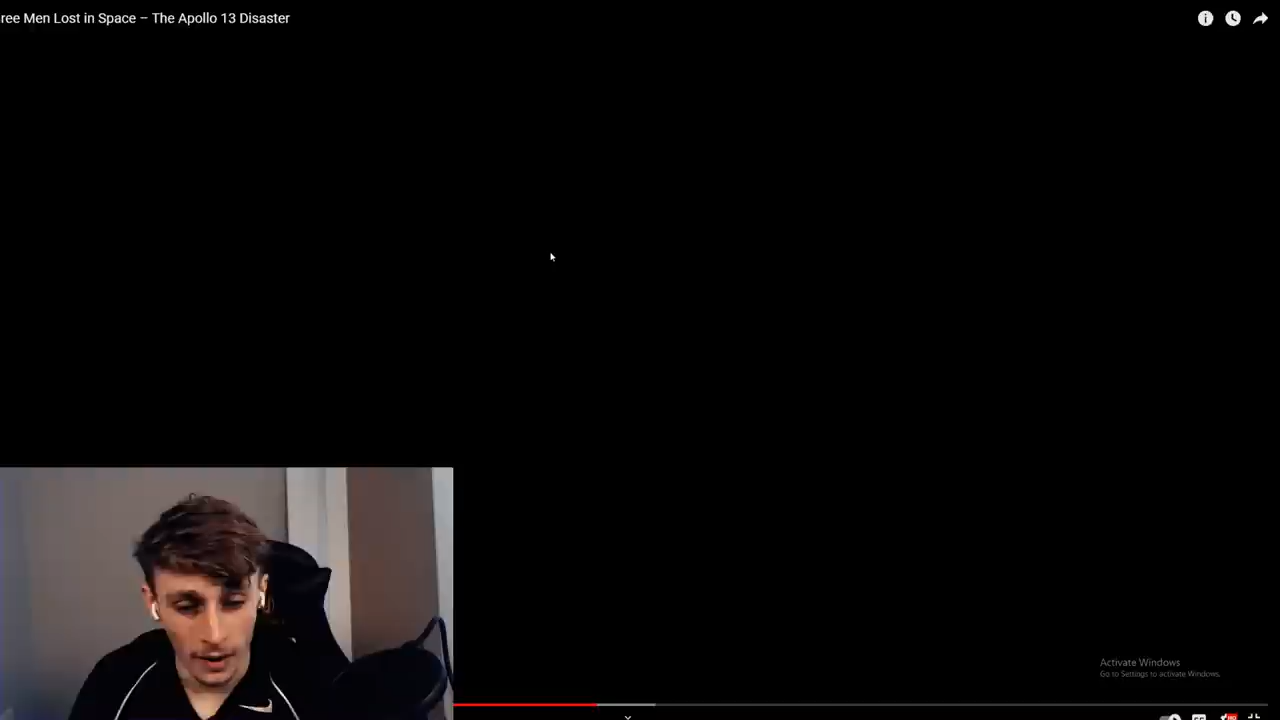 ree Men Lost in Space – The Apollo 13 Disaster
Activate Windows
Go to Settings to activate Windows.